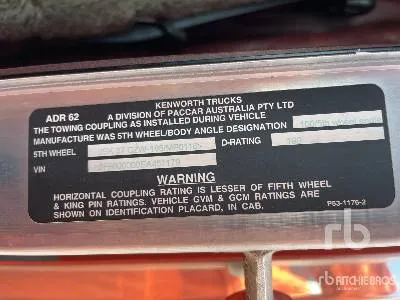 KENWORTH TRUCKS
ADR 62 A DIVISION OF PACCAR AUSTRALIA PTY LTD
THE TOWING COUPLING AS INSTALLED DURING VEHICLE
MANUFACTURE WAS 5TH WHEEL/BODY ANGLE DESIGNATION
5TH WHEEL D-RATING
VIN
WARNING
HORIZONTAL COUPLING RATING IS LESSER OF FIFTH WHEEL
& KING PIN RATINGS. VEHICLE GVM & GCM RATINGS ARE
SHOWN ON IDENTIFICATION PLACARD, IN CAB.
P53-1176-2
rb
RITCHIE BROS